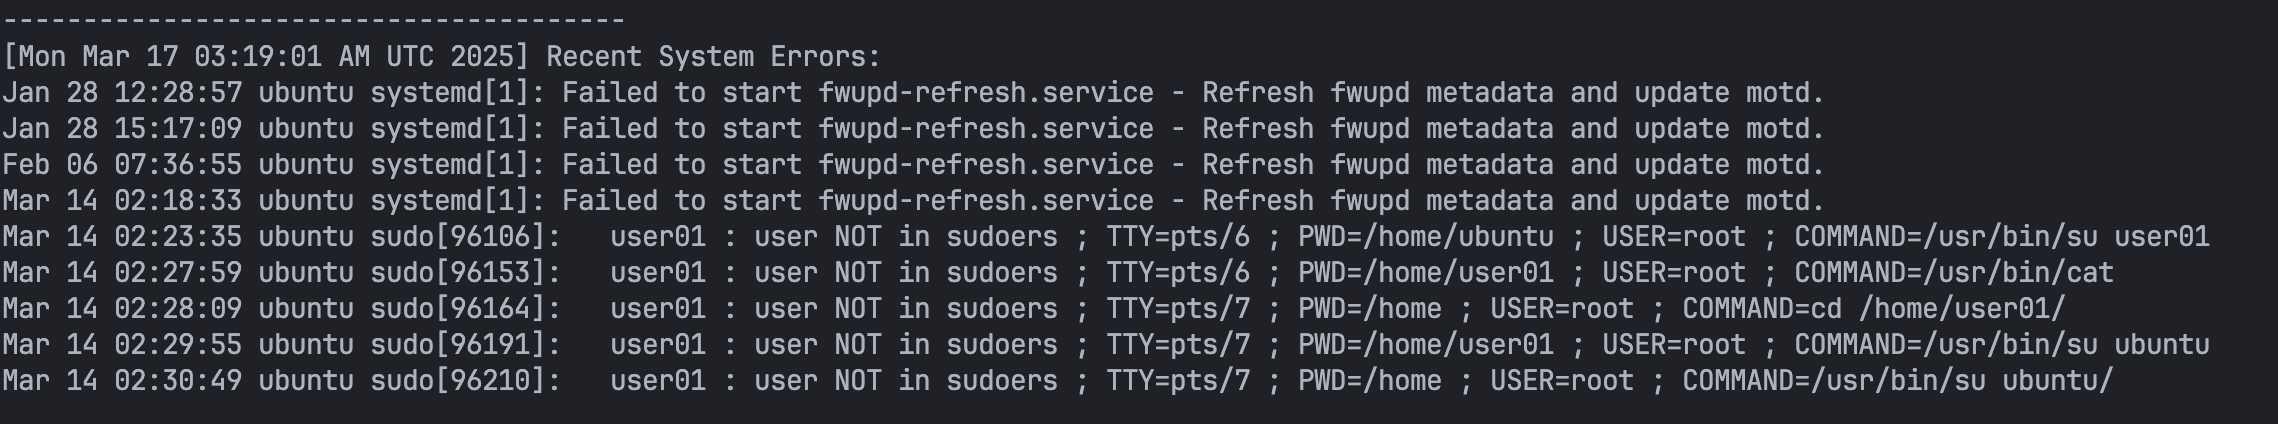 ---------------------------------------
[Mon Mar 17 03:19:01 AM UTC 2025] Recent System Errors:
Jan 28 12:28:57 ubuntu systemd[1]: Failed to start fwupd-refresh.service - Refresh fwupd metadata and update motd.
Jan 28 15:17:09 ubuntu systemd[1]: Failed to start fwupd-refresh.service - Refresh fwupd metadata and update motd.
Feb 06 07:36:55 ubuntu systemd[1]: Failed to start fwupd-refresh.service - Refresh fwupd metadata and update motd.
Mar 14 02:18:33 ubuntu systemd[1]: Failed to start fwupd-refresh.service - Refresh fwupd metadata and update motd.
Mar 14 02:23:35 ubuntu sudo[96106]:   user01 : user NOT in sudoers ; TTY=pts/6 ; PWD=/home/ubuntu ; USER=root ; COMMAND=/usr/bin/su user01
Mar 14 02:27:59 ubuntu sudo[96153]:   user01 : user NOT in sudoers ; TTY=pts/6 ; PWD=/home/user01 ; USER=root ; COMMAND=/usr/bin/cat
Mar 14 02:28:09 ubuntu sudo[96164]:   user01 : user NOT in sudoers ; TTY=pts/7 ; PWD=/home ; USER=root ; COMMAND=cd /home/user01/
Mar 14 02:29:55 ubuntu sudo[96191]:   user01 : user NOT in sudoers ; TTY=pts/7 ; PWD=/home/user01 ; USER=root ; COMMAND=/usr/bin/su ubuntu
Mar 14 02:30:49 ubuntu sudo[96210]:   user01 : user NOT in sudoers ; TTY=pts/7 ; PWD=/home ; USER=root ; COMMAND=/usr/bin/su ubuntu/